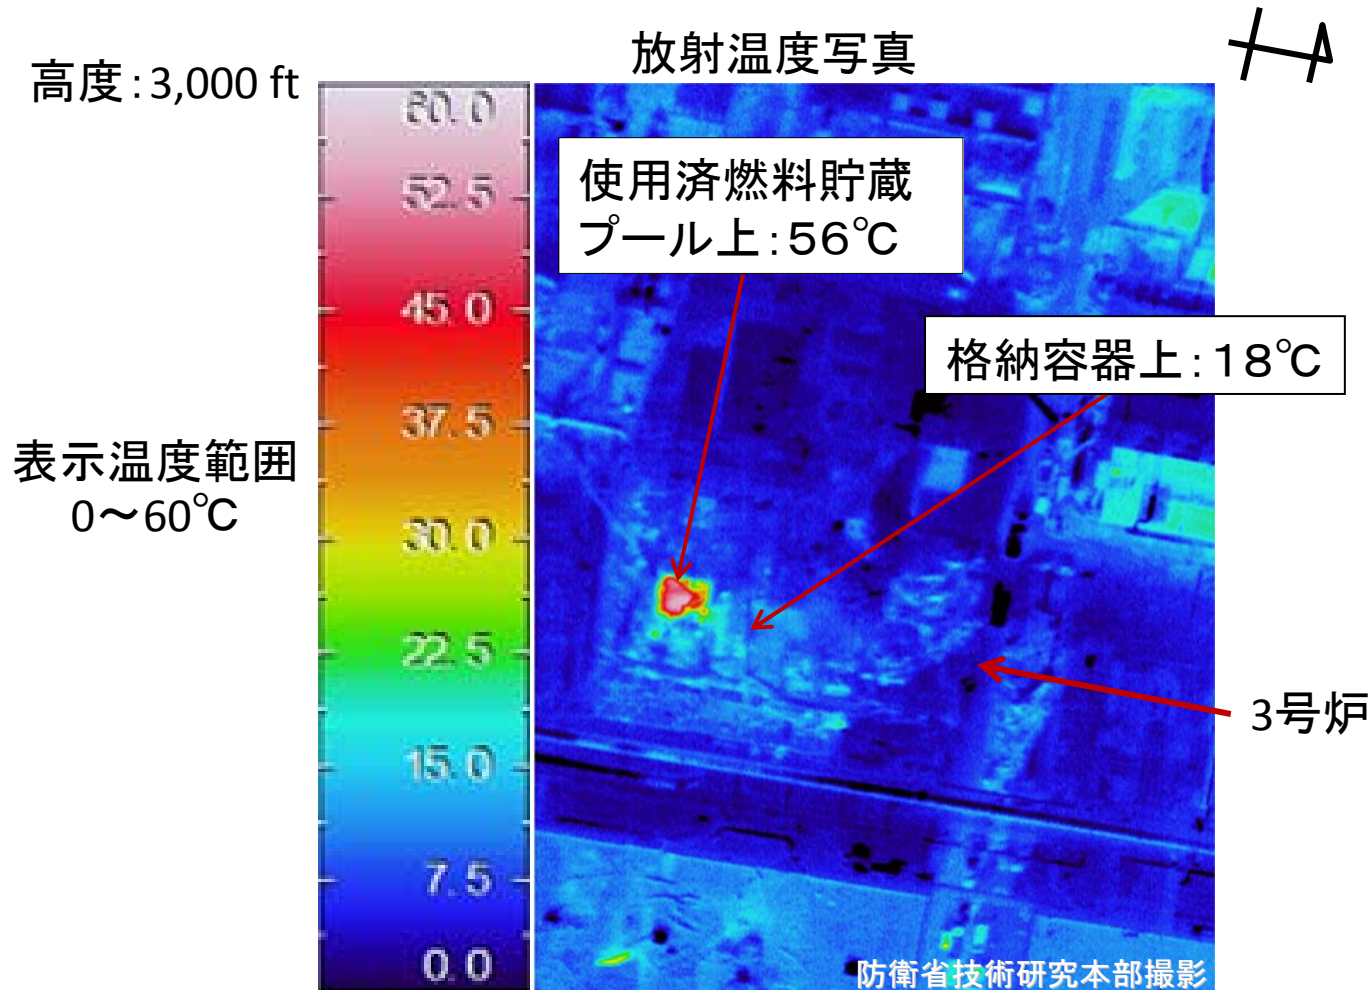 放射温度写真
高度:3,000 ft
60.0
52.5
45.0
37.5
30.0
22.5
15.0
7.5
0.0
使用済燃料貯蔵
プール上:56℃
格納容器上:18℃
表示温度範囲
0～60℃
3号炉
防衛省技術研究本部撮影